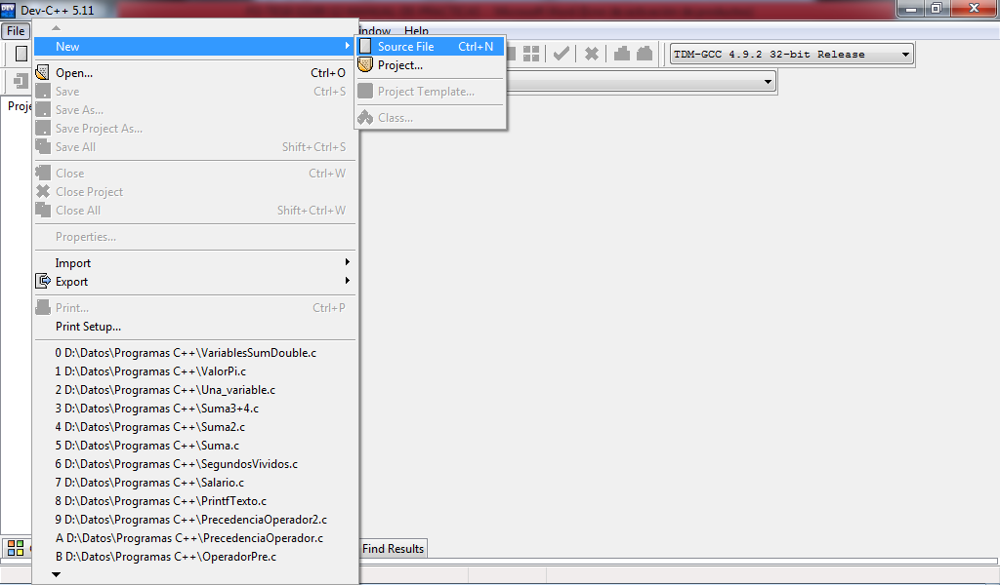 Dev-C++ 5.11
File
Help
New
Source File Ctrl+N
Project...
Project Template...
Class...
TDM-GCC 4.9.2 32-bit Release
Open... Ctrl+O
Save Ctrl+S
Save As...
Save Project As...
Save All Shift+Ctrl+S
Close Ctrl+W
Close Project
Close All Shift+Ctrl+W
Properties...
Import
Export
Print... Ctrl+P
Print Setup...
0 D:\Datos\Programas C++\VariablesSumDouble.c
1 D:\Datos\Programas C++\ValorPi.c
2 D:\Datos\Programas C++\Una_variable.c
3 D:\Datos\Programas C++\Suma3+4.c
4 D:\Datos\Programas C++\Suma2.c
5 D:\Datos\Programas C++\Suma.c
6 D:\Datos\Programas C++\SegundosVividos.c
7 D:\Datos\Programas C++\Salario.c
8 D:\Datos\Programas C++\PrintfTexto.c
9 D:\Datos\Programas C++\PrecedenciaOperador2.c
A D:\Datos\Programas C++\PrecedenciaOperador.c
B D:\Datos\Programas C++\OperadorPre.c
Find Results